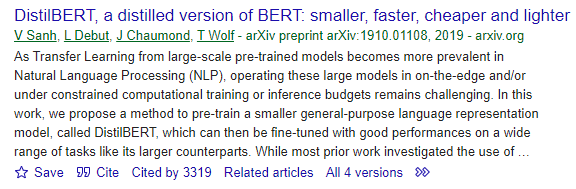 DistilBERT, a distilled version of BERT: smaller, faster, cheaper and lighter
V Sanh, L Debut, J Chaumond, T Wolf - arXiv preprint arXiv:1910.01108, 2019 - arxiv.org
As Transfer Learning from large-scale pre-trained models becomes more prevalent in
Natural Language Processing (NLP), operating these large models in on-the-edge and/or
under constrained computational training or inference budgets remains challenging. In this
work, we propose a method to pre-train a smaller general-purpose language representation
model, called DistilBERT, which can then be fine-tuned with good performances on a wide
range of tasks like its larger counterparts. While most prior work investigated the use of ...
Save Cite Cited by 3319 Related articles All 4 versions